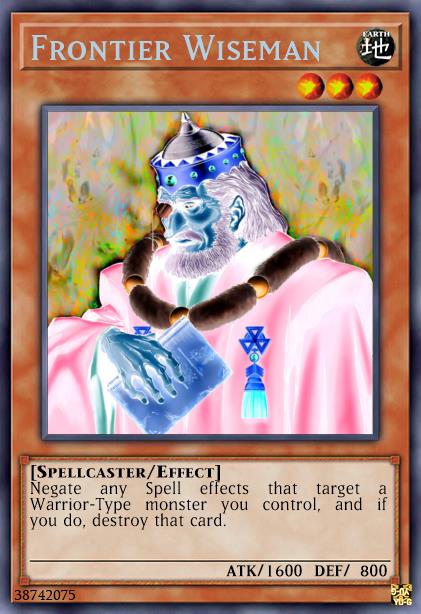 Frontier Wiseman
EARTH
地
[Spellcaster/Effect]
Negate any Spell effects that target a
Warrior-Type monster you control, and if
you do, destroy that card.
ATK/1600 DEF/ 800
38742075